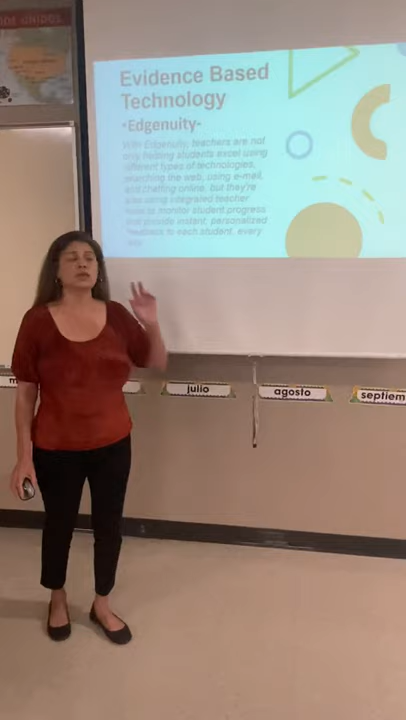 DE UNIDOS
Evidence Based
Technology
-Edgenuity-
With Edgenuity, teachers are not
only helping students excel using
different types of technologies,
searching the web, using e-mail,
and chatting online, but they're
also using integrated teacher
tools to monitor student progress
and provide instant, personalized
feedback to each student, every
julio
agosto
septiem